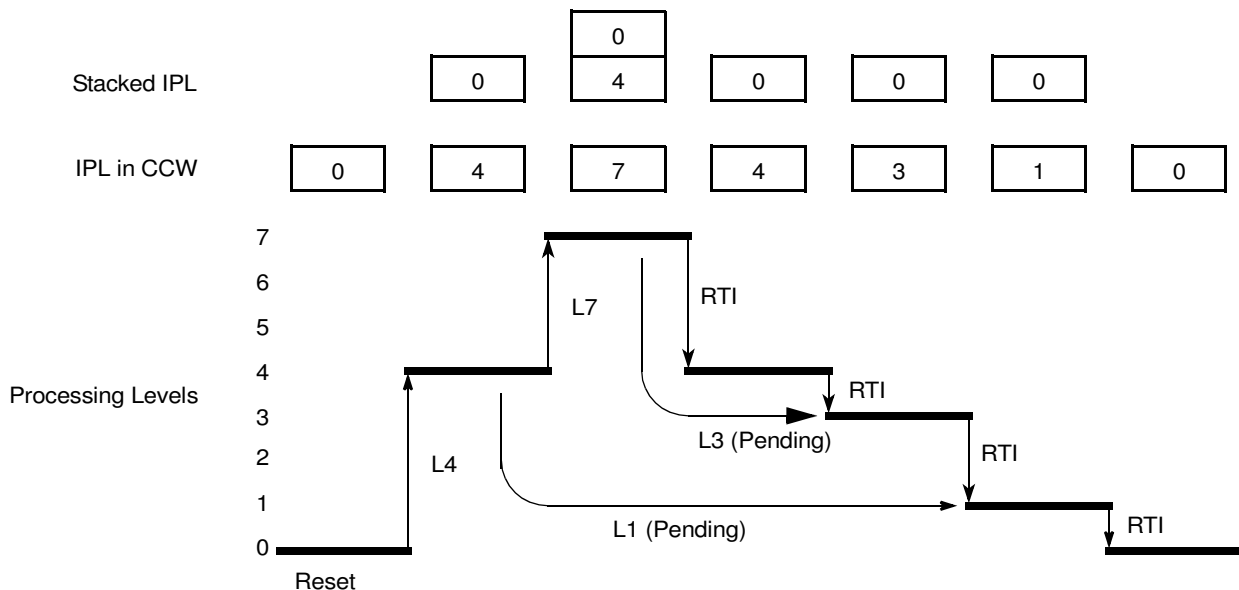 0
Stacked IPL 0 4 0 0 0
IPL in CCW 0 4 7 4 3 1 0
7
6
RTI
L7
5
4
Processing Levels
RTI
3
L3 (Pending)
2
L4
RTI
1
L1 (Pending)
RTI
0
Reset